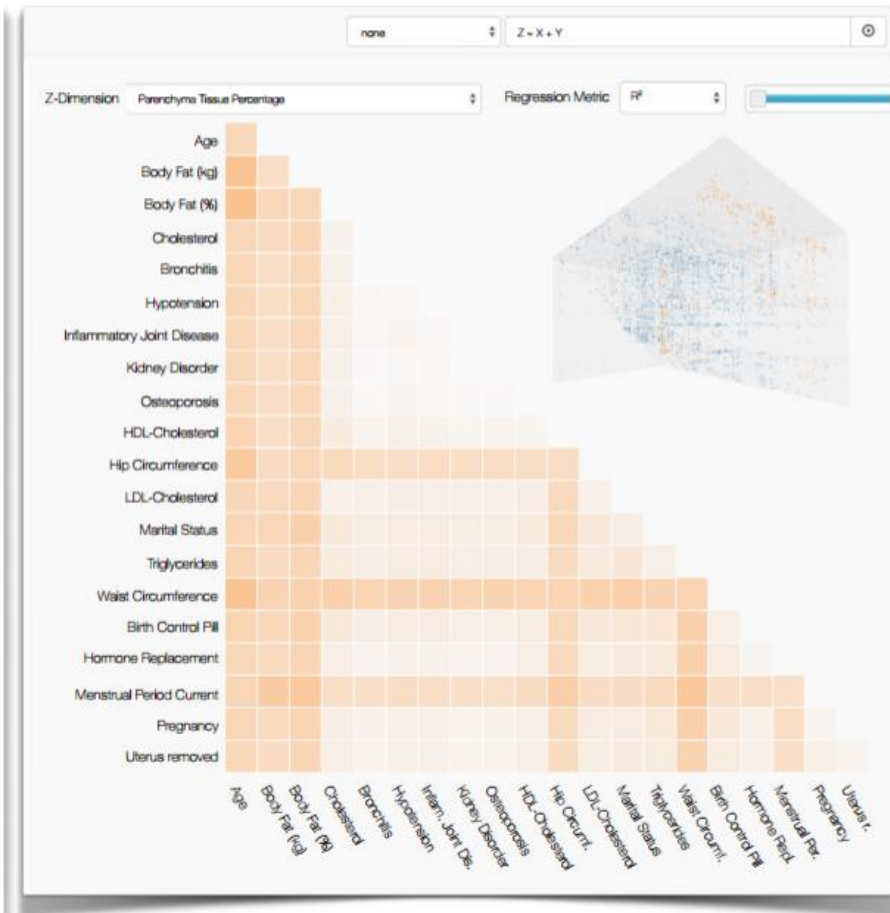 none Z ~ X + Y
Z-Dimension Parenchyma Tissue Percentage Regression Metric R²
Age
Body Fat (kg)
Body Fat (%)
Cholesterol
Bronchitis
Hypotension
Inflammatory Joint Disease
Kidney Disorder
Osteoporosis
HDL-Cholesterol
Hip Circumference
LDL-Cholesterol
Marital Status
Triglycerides
Waist Circumference
Birth Control Pill
Hormone Replacement
Menstrual Period Current
Pregnancy
Uterus removed
Age
Body Fat (kg)
Body Fat (%)
Cholesterol
Bronchitis
Hypotension
Inflam. Joint Dis.
Kidney Disorder
Osteoporosis
HDL-Cholesterol
Hip Circumf.
LDL-Cholesterol
Marital Status
Triglycerides
Waist Circumf.
Birth Control Pill
Hormone Repl.
Menstrual Per.
Pregnancy
Uterus r.